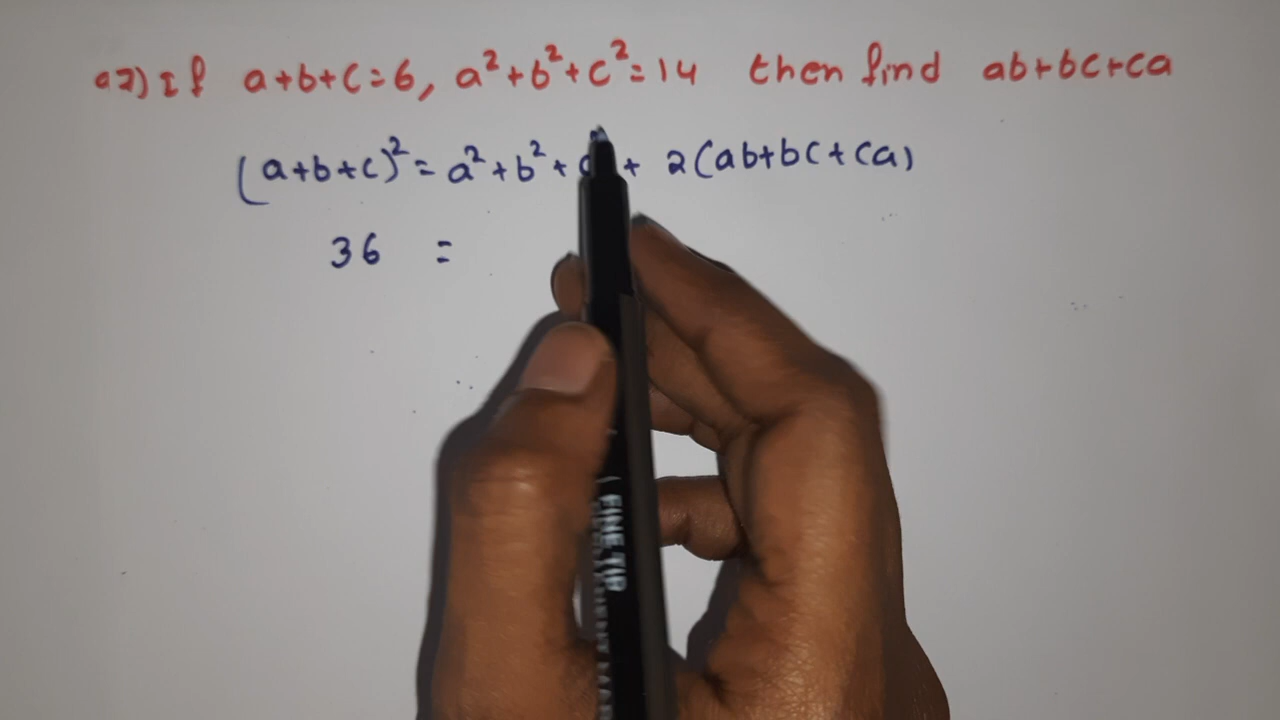 Q2) If a+b+c=6, a²+b²+c²=14 then find ab+bc+ca
(a+b+c)²= a²+b²+ + 2(ab+bc+ca)
36 =
FINE TIP